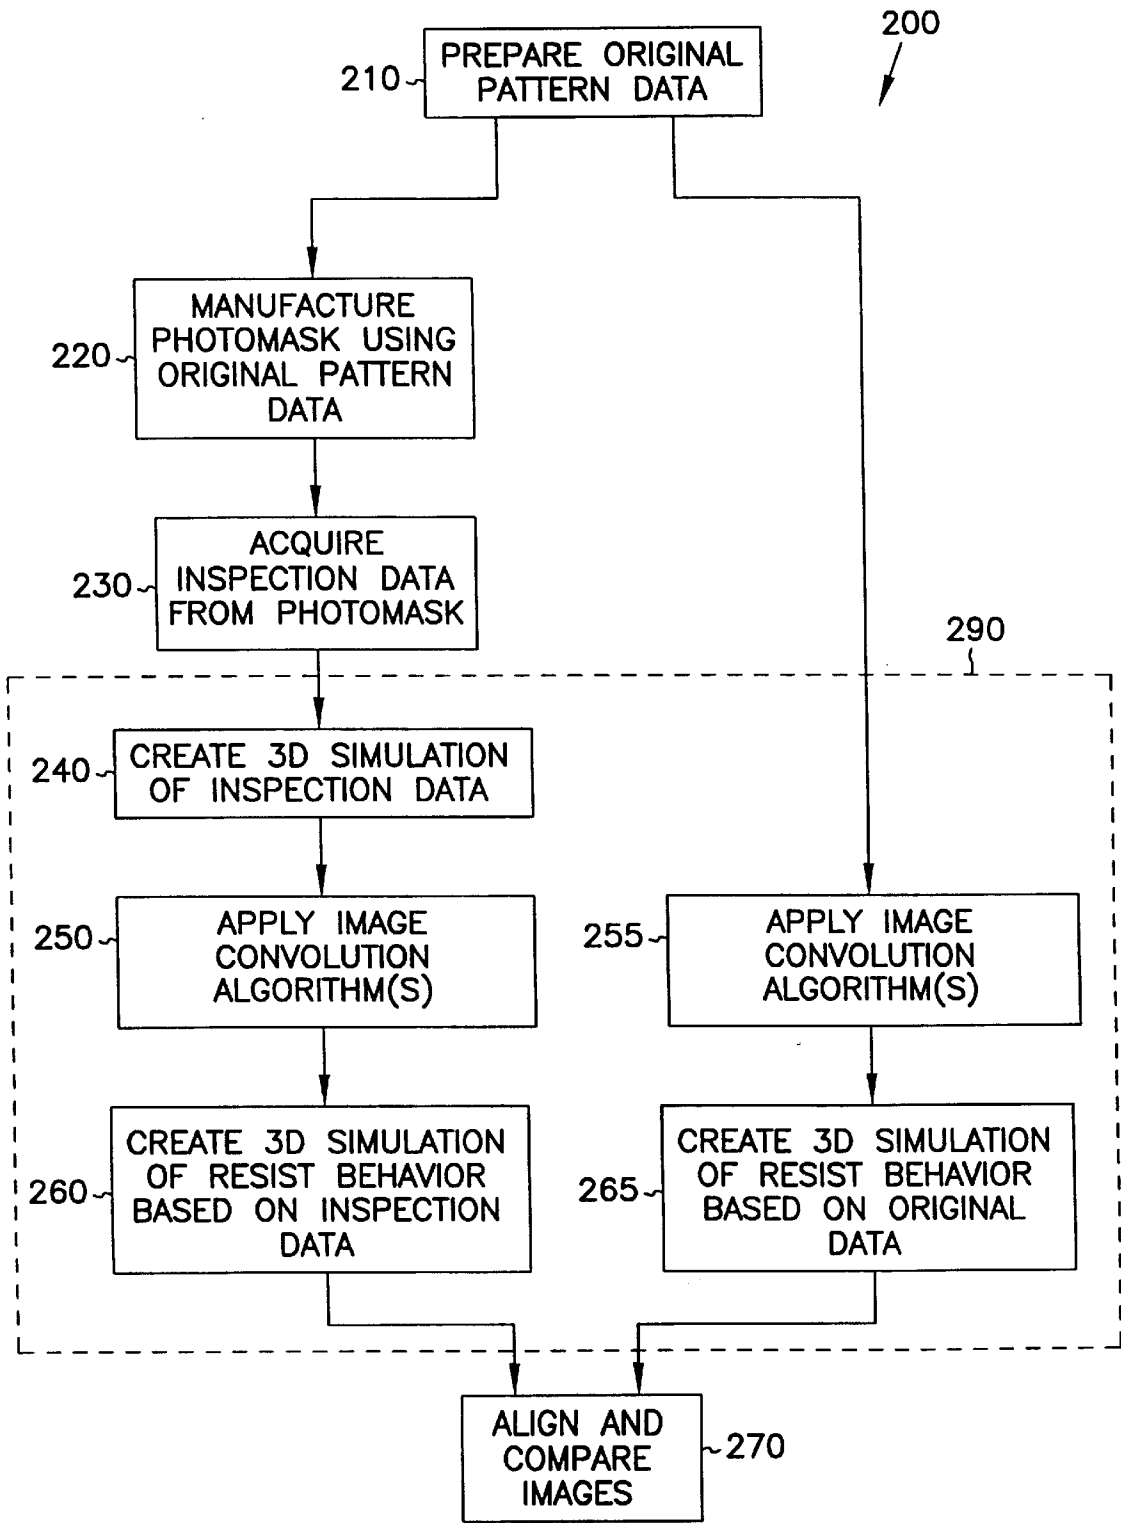 200
PREPARE ORIGINAL
PATTERN DATA
210
MANUFACTURE
PHOTOMASK USING
ORIGINAL PATTERN
DATA
220
ACQUIRE
INSPECTION DATA
FROM PHOTOMASK
230
290
CREATE 3D SIMULATION
OF INSPECTION DATA
240
APPLY IMAGE
CONVOLUTION
ALGORITHM(S)
250
APPLY IMAGE
CONVOLUTION
ALGORITHM(S)
255
CREATE 3D SIMULATION
OF RESIST BEHAVIOR
BASED ON INSPECTION
DATA
260
CREATE 3D SIMULATION
OF RESIST BEHAVIOR
BASED ON ORIGINAL
DATA
265
ALIGN AND
COMPARE
IMAGES
270